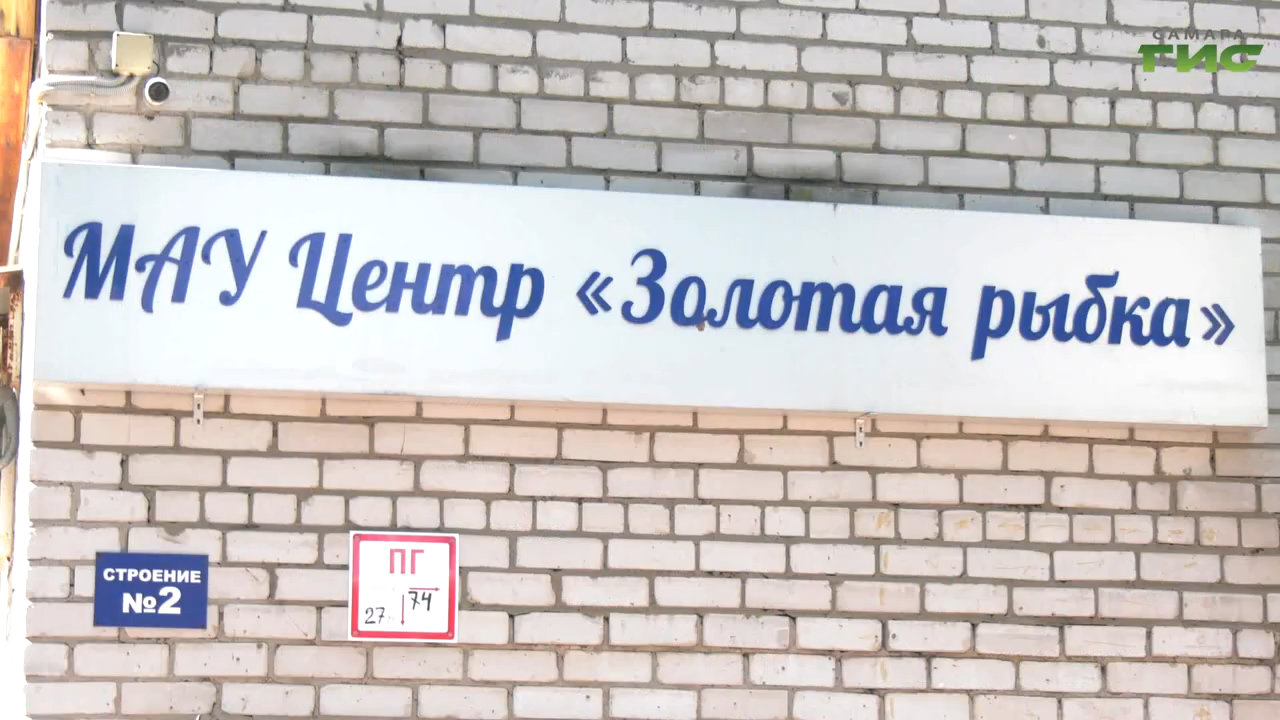 САМАРА
ГИС
МАУ Центр «Золотая рыбка»
СТРОЕНИЕ
№2
ПГ
74
27